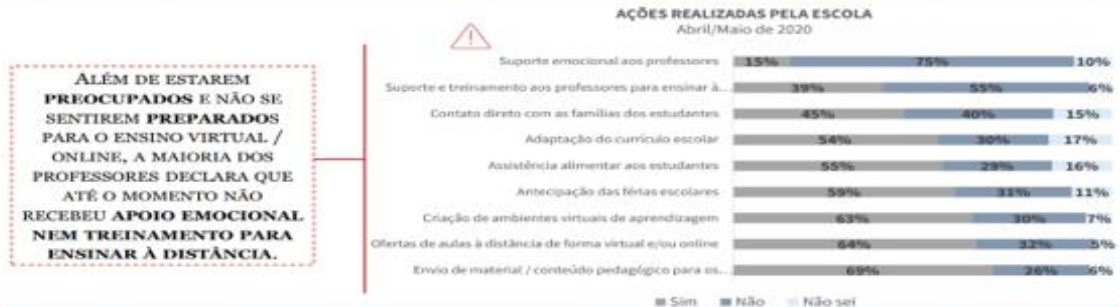 ALÉM DE ESTAREM
PREOCUPADOS E NÃO SE
SENTIREM PREPARADOS
PARA O ENSINO VIRTUAL /
ONLINE, A MAIORIA DOS
PROFESSORES DECLARA QUE
ATÉ O MOMENTO NÃO
RECEBEU APOIO EMOCIONAL
NEM TREINAMENTO PARA
ENSINAR À DISTÂNCIA.
AÇÕES REALIZADAS PELA ESCOLA
Abril/Maio de 2020
Suporte emocional aos professores 15% 75% 10%
Suporte e treinamento aos professores para ensinar à... 39% 55% 6%
Contato direto com as famílias dos estudantes 45% 40% 15%
Adaptação do currículo escolar 54% 30% 17%
Assistência alimentar aos estudantes 55% 29% 16%
Antecipação das férias escolares 59% 31% 11%
Criação de ambientes virtuais de aprendizagem 63% 30% 7%
Ofertas de aulas à distância de forma virtual e/ou online 64% 32% 5%
Envio de material / conteúdo pedagógico para os... 69% 26% 6%
Sim Não Não sei